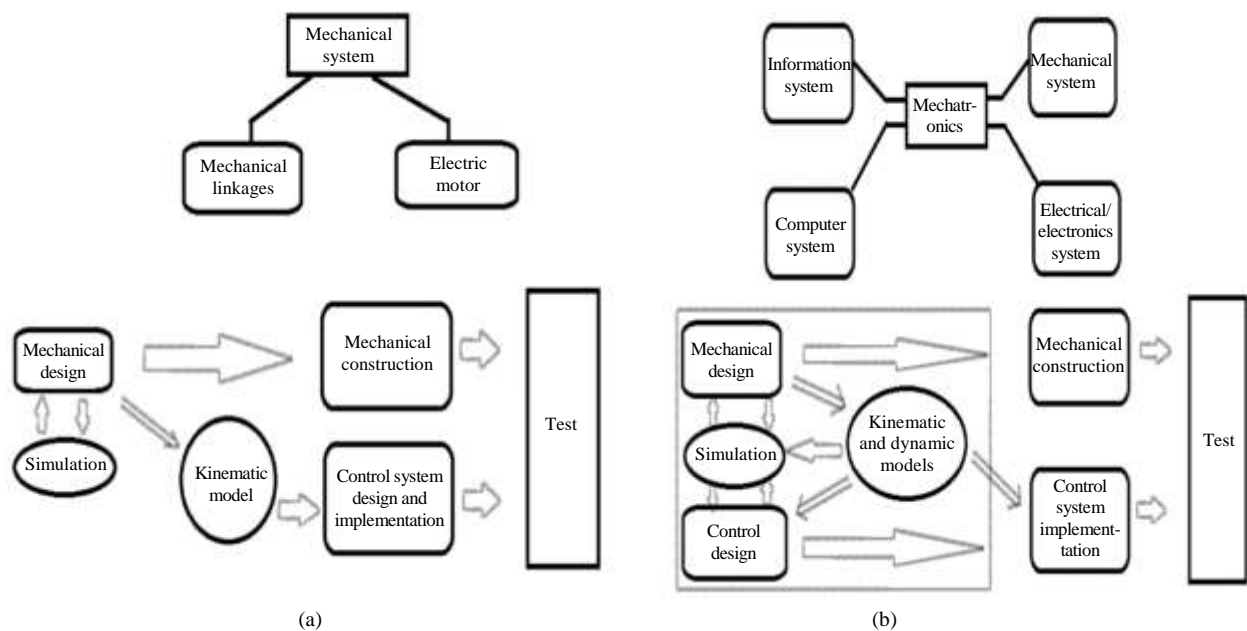 Mechanical
system
Mechanical
linkages
Electric
motor
Mechanical
design
Simulation
Kinematic
model
Mechanical
construction
Control system
design and
implementation
Test
(a)
Information
system
Mechanical
system
Mechatr-
onics
Computer
system
Electrical/
electronics
system
Mechanical
design
Simulation
Control
design
Kinematic
and dynamic
models
Mechanical
construction
Control
system
implement-
tation
Test
(b)